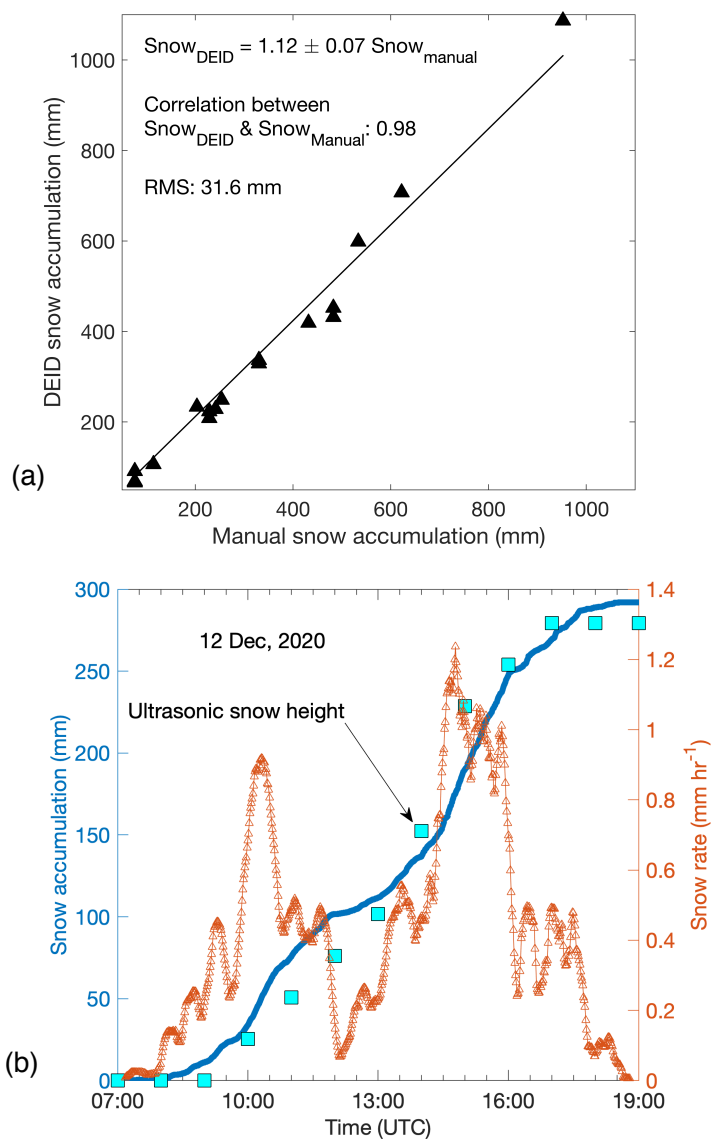 Snow_DEID = 1.12 ± 0.07 Snow_manual
Correlation between
Snow_DEID & Snow_Manual: 0.98
RMS: 31.6 mm
1000
800
600
400
200
DEID snow accumulation (mm)
200 400 600 800 1000
Manual snow accumulation (mm)
(a)
300
250
200
150
100
50
0
Snow accumulation (mm)
12 Dec, 2020
Ultrasonic snow height
1.4
1.2
1
0.8
0.6
0.4
0.2
0
Snow rate (mm hr-1)
07:00 10:00 13:00 16:00 19:00
Time (UTC)
(b)